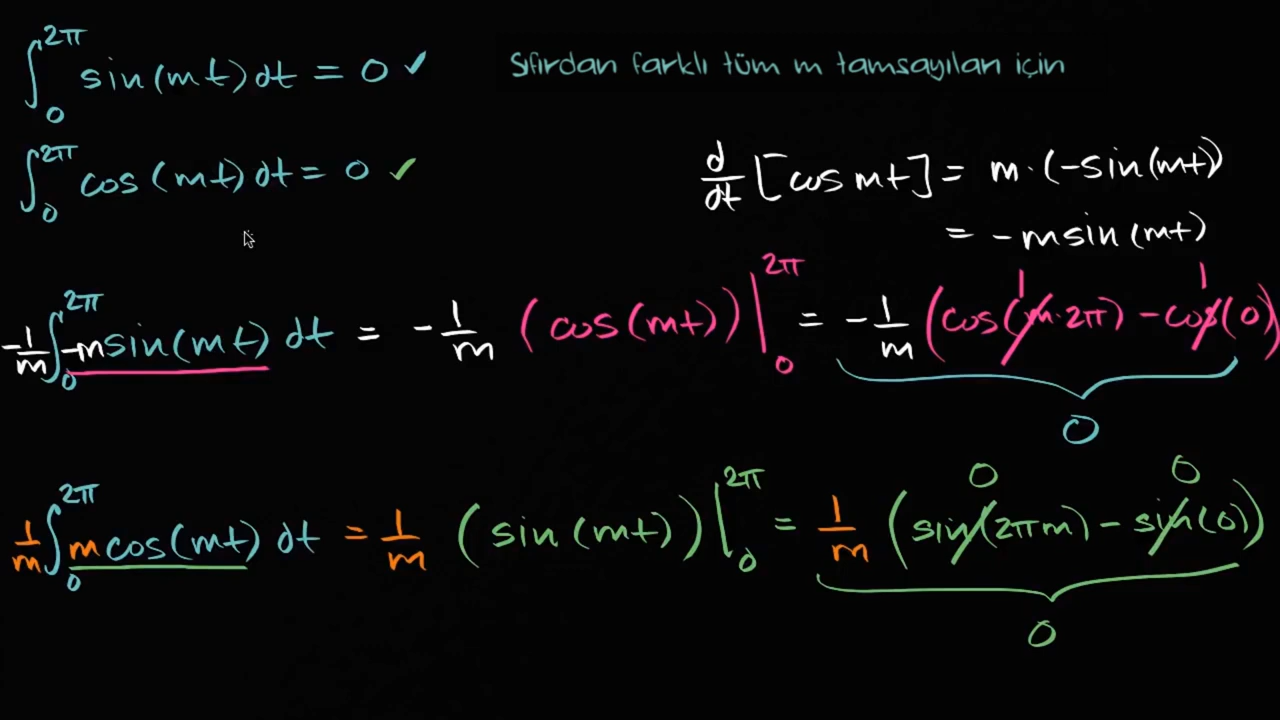 ∫₀^2π sin(mt) dt = 0 ✓ Sıfırdan farklı tüm m tamsayıları için
∫₀^2π cos(mt) dt = 0 ✓
d/dt [cos mt] = m · (-sin(mt)
= -m sin(mt)
-1/m ∫₀^2π -m sin(mt) dt = -1/m (cos(mt)) |₀^2π = -1/m (cos(m·2π) - cos(0)
1 1
0
1/m ∫₀^2π m cos(mt) dt = 1/m (sin(mt)) |₀^2π = 1/m (sin(2πm) - sin(0))
0 0
0